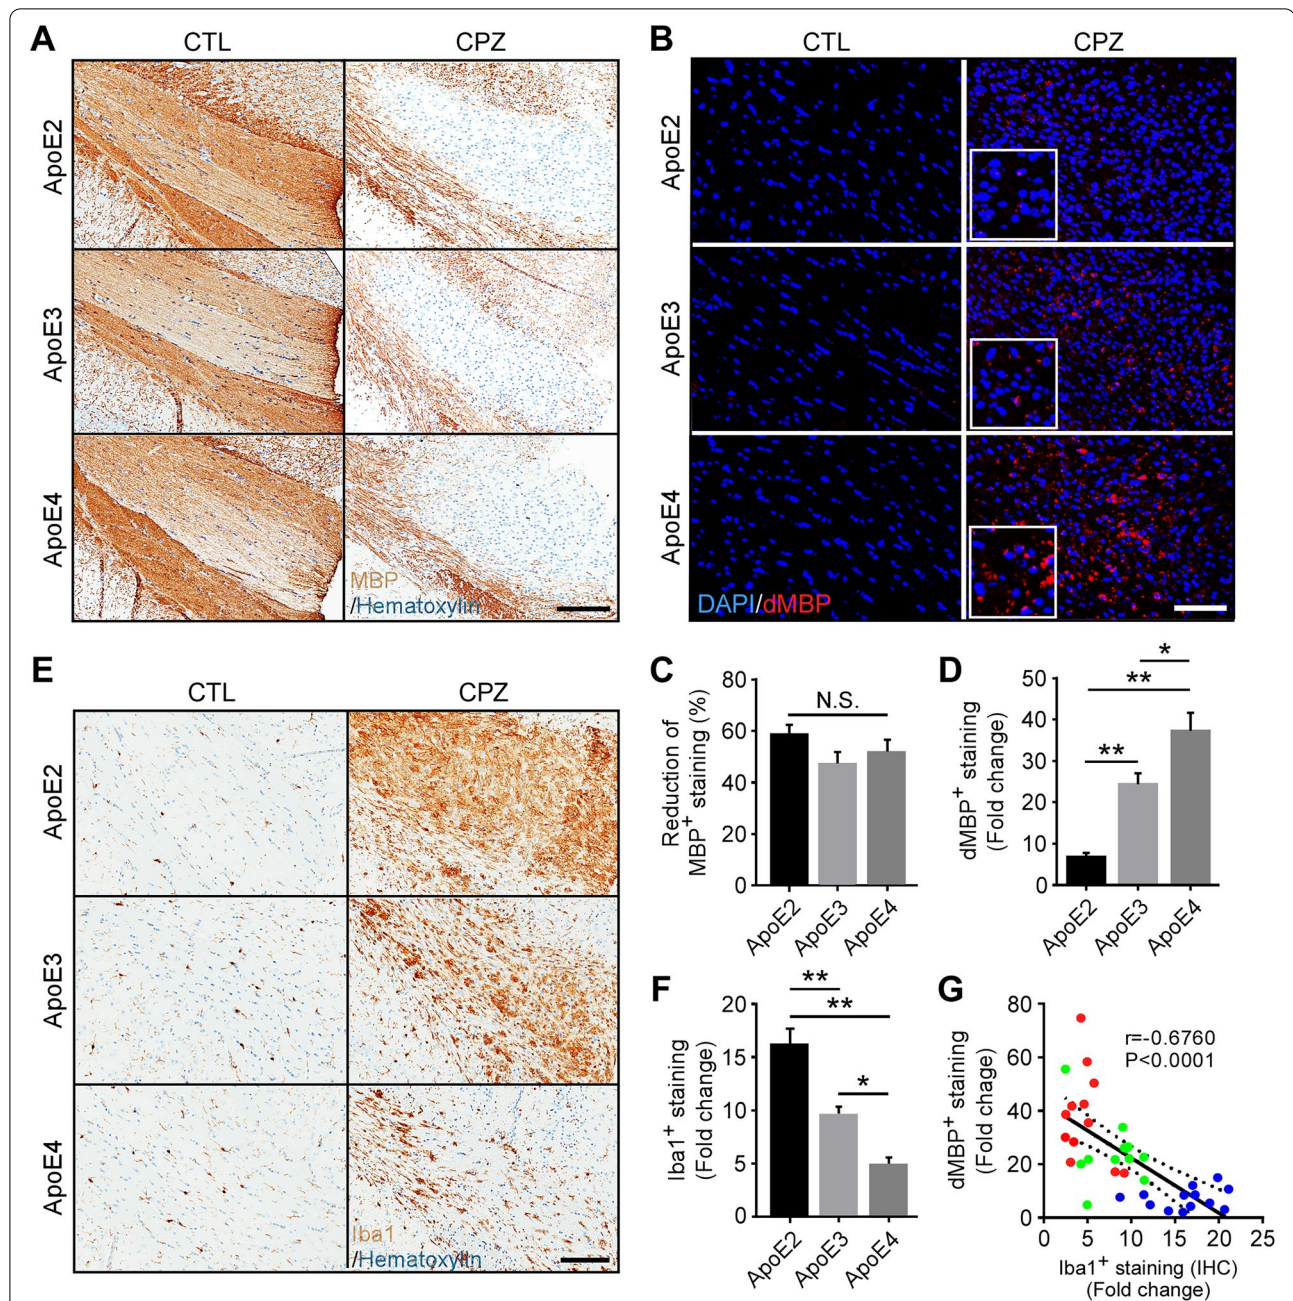 A
CTL
CPZ
ApoE2
ApoE3
ApoE4
MBP
/Hematoxylin
B
CTL
CPZ
ApoE2
ApoE3
ApoE4
DAPI/dMBP
E
CTL
CPZ
ApoE2
ApoE3
ApoE4
Iba1
/Hematoxylin
C
Reduction of
MBP+ staining (%)
80
60
40
20
0
N.S.
ApoE2
ApoE3
ApoE4
D
dMBP+ staining
(Fold change)
50
40
30
20
10
0
*
**
**
ApoE2
ApoE3
ApoE4
F
Iba1+ staining
(Fold change)
20
15
10
5
0
**
**
*
ApoE2
ApoE3
ApoE4
G
dMBP+ staining
(Fold chage)
80
60
40
20
0
r=-0.6760
P<0.0001
0 5 10 15 20 25
Iba1+ staining (IHC)
(Fold change)